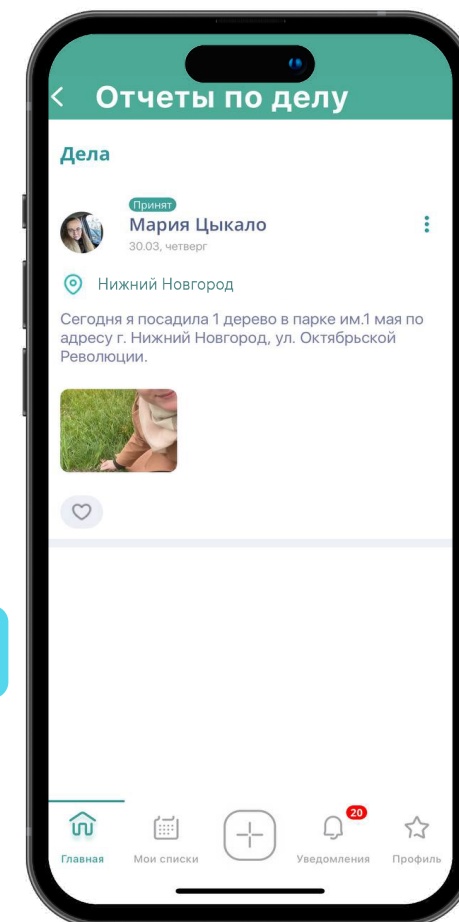 Отчеты по делу
Дела
Принят
Мария Цыкало
30.03, четверг
Нижний Новгород
Сегодня я посадила 1 дерево в парке им.1 мая по
адресу г. Нижний Новгород, ул. Октябрьской
Революции.
20
Главная
Мои списки
Уведомления
Профиль